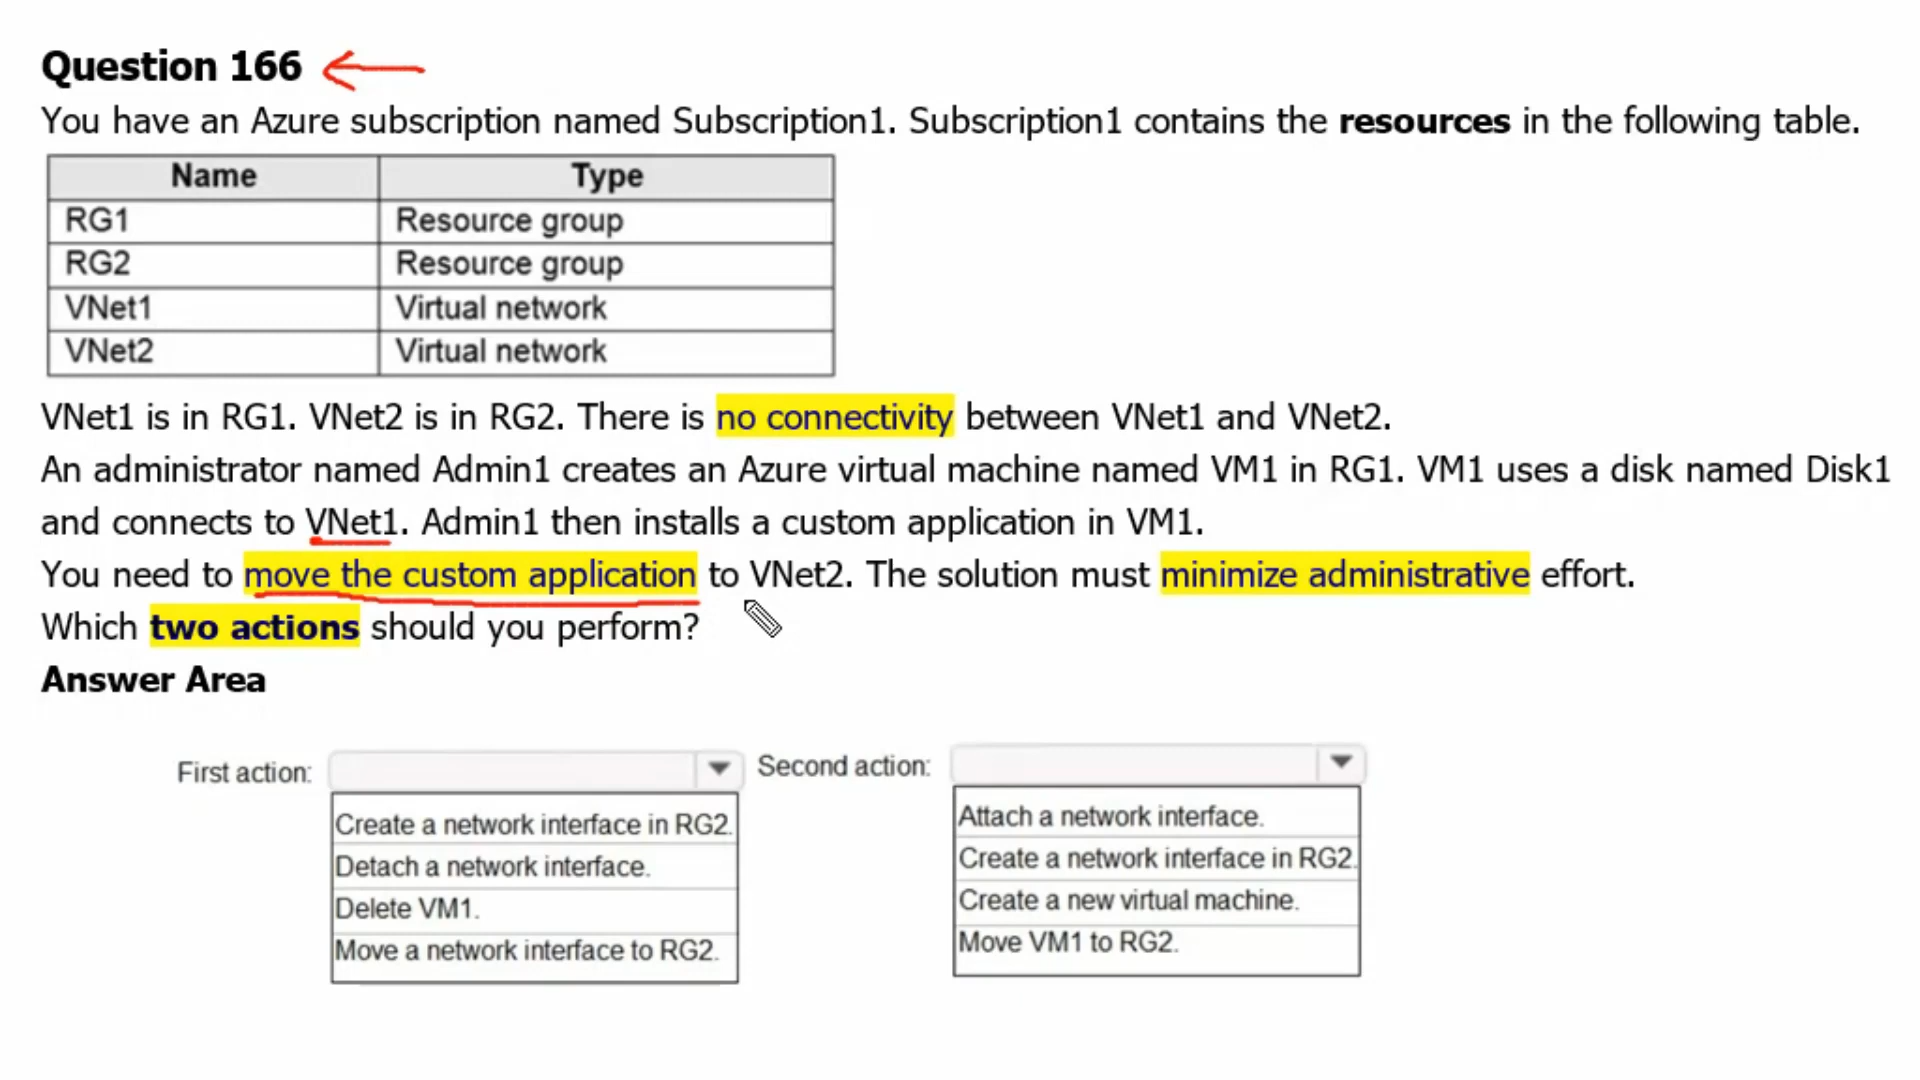 Question 166
You have an Azure subscription named Subscription1. Subscription1 contains the resources in the following table.
Name Type
RG1 Resource group
RG2 Resource group
VNet1 Virtual network
VNet2 Virtual network
VNet1 is in RG1. VNet2 is in RG2. There is no connectivity between VNet1 and VNet2.
An administrator named Admin1 creates an Azure virtual machine named VM1 in RG1. VM1 uses a disk named Disk1
and connects to VNet1. Admin1 then installs a custom application in VM1.
You need to move the custom application to VNet2. The solution must minimize administrative effort.
Which two actions should you perform?
Answer Area
First action:
Create a network interface in RG2.
Detach a network interface.
Delete VM1.
Move a network interface to RG2.
Second action:
Attach a network interface.
Create a network interface in RG2.
Create a new virtual machine.
Move VM1 to RG2.